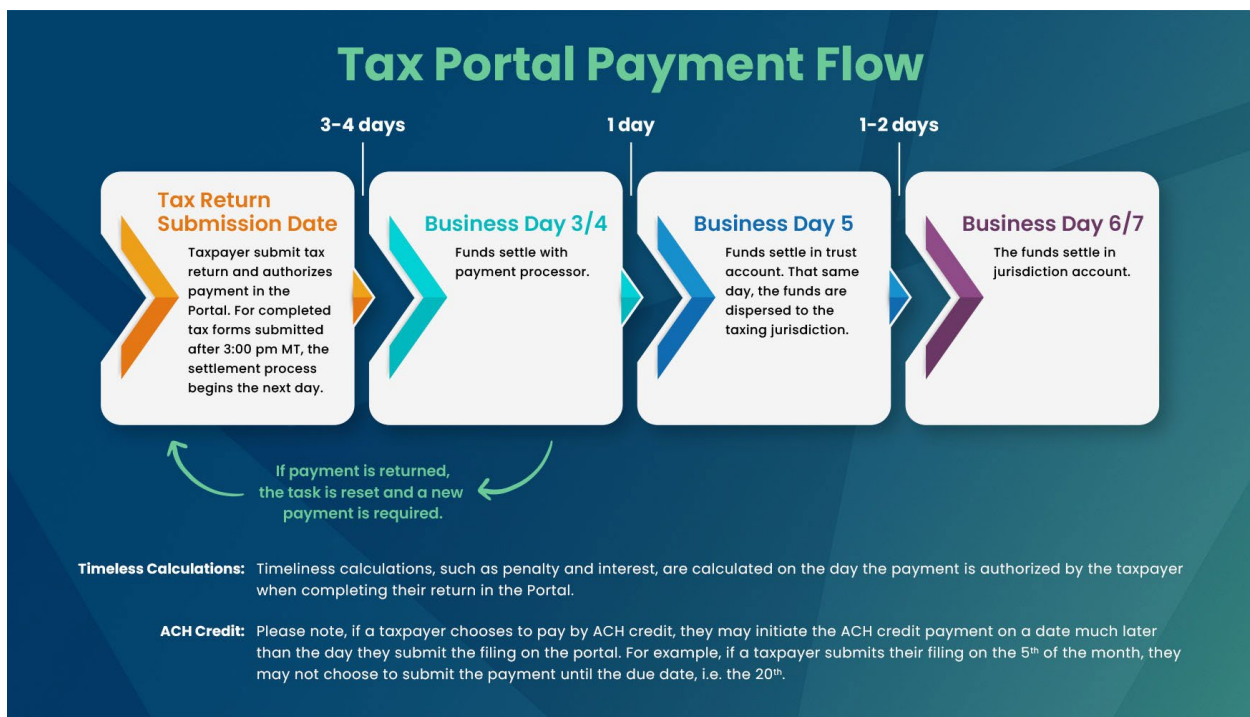 Tax Portal Payment Flow
3-4 days
1 day
1-2 days
Tax Return
Submission Date
Taxpayer submit tax
return and authorizes
payment in the
Portal. For completed
tax forms submitted
after 3:00 pm MT, the
settlement process
begins the next day.
Business Day 3/4
Funds settle with
payment processor.
Business Day 5
Funds settle in trust
account. That same
day, the funds are
dispersed to the
taxing jurisdiction.
Business Day 6/7
The funds settle in
jurisdiction account.
If payment is returned,
the task is reset and a new
payment is required.
Timeless Calculations: Timeliness calculations, such as penalty and interest, are calculated on the day the payment is authorized by the taxpayer
when completing their return in the Portal.
ACH Credit: Please note, if a taxpayer chooses to pay by ACH credit, they may initiate the ACH credit payment on a date much later
than the day they submit the filing on the portal. For example, if a taxpayer submits their filing on the 5th of the month, they
may not choose to submit the payment until the due date, i.e. the 20th.